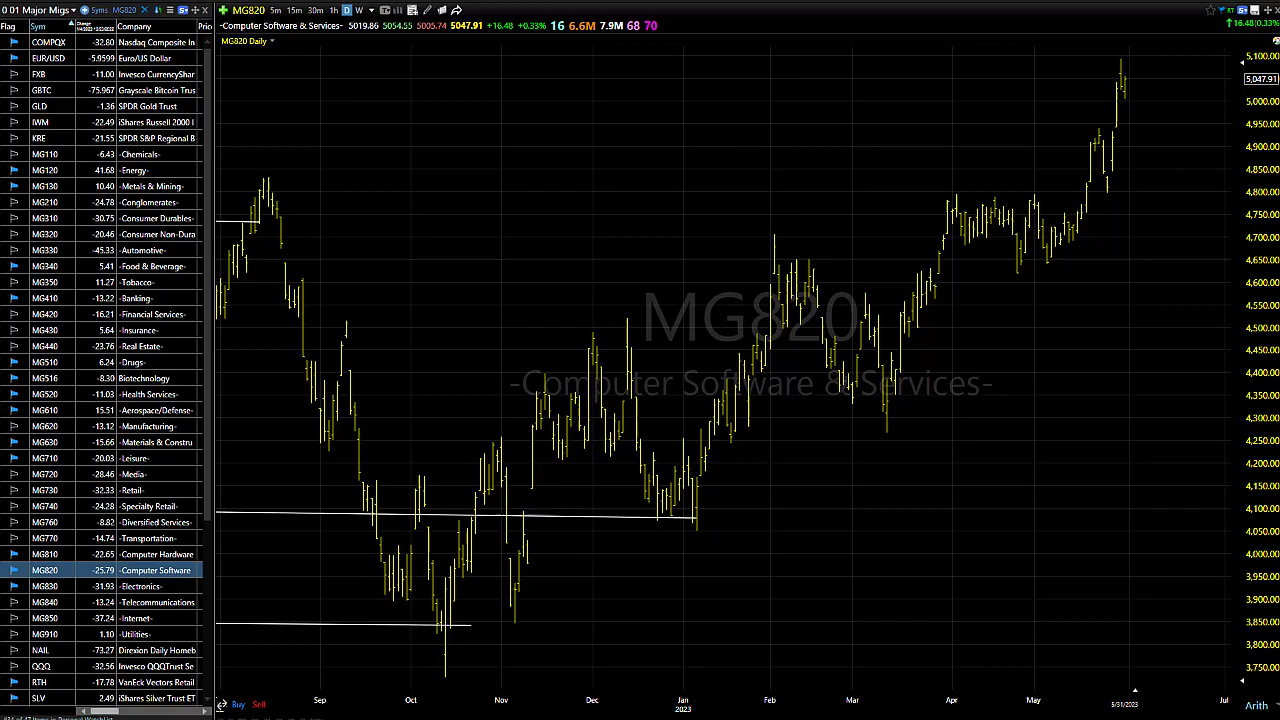 0 01 Major Migs Syms MG820
Flag Sym Change Company Pric
COMPQX -32.80 Nasdaq Composite In
EUR/USD -5.9599 Euro/US Dollar
FXB -11.00 Invesco CurrencyShar
GBTC -75.967 Grayscale Bitcoin Trus
GLD -1.36 SPDR Gold Trust
IWM -22.49 iShares Russell 2000 I
KRE -21.55 SPDR S&P Regional B
MG110 -6.43 -Chemicals-
MG120 41.68 -Energy-
MG130 10.40 -Metals & Mining-
MG210 -24.78 -Conglomerates-
MG310 -30.75 -Consumer Durables-
MG320 -20.46 -Consumer Non-Dura
MG330 -45.33 -Automotive-
MG340 5.41 -Food & Beverage-
MG350 11.27 -Tobacco-
MG410 -13.22 -Banking-
MG420 -16.21 -Financial Services-
MG430 5.64 -Insurance-
MG440 -23.76 -Real Estate-
MG510 6.24 -Drugs-
MG516 -8.30 Biotechnology
MG520 -11.03 -Health Services-
MG610 15.51 -Aerospace/Defense-
MG620 -13.12 -Manufacturing-
MG630 -15.66 -Materials & Constru
MG710 -20.03 -Leisure-
MG720 -28.46 -Media-
MG730 -32.33 -Retail-
MG740 -24.28 -Specialty Retail-
MG760 -8.82 -Diversified Services-
MG770 -14.74 -Transportation-
MG810 -22.65 -Computer Hardware
MG820 -25.79 -Computer Software
MG830 -31.93 -Electronics-
MG840 -13.24 -Telecommunications
MG850 -37.24 -Internet-
MG910 1.10 -Utilities-
NAIL -73.27 Direxion Daily Homeb
QQQ -32.56 Invesco QQQTrust Se
RTH -17.78 VanEck Vectors Retail
SLV 2.49 iShares Silver Trust ET
MG820 5m 15m 30m 1h D W
-Computer Software & Services- 5019.86 5054.55 5005.74 5047.91 +16.48 +0.33% 16 6.6M 7.9M 68 70
RT
16.48 0.33%
MG820 Daily
MG820
-Computer Software & Services-
5,100.00
5,047.91
5,000.00
4,950.00
4,900.00
4,850.00
4,800.00
4,750.00
4,700.00
4,650.00
4,600.00
4,550.00
4,500.00
4,450.00
4,400.00
4,350.00
4,300.00
4,250.00
4,200.00
4,150.00
4,100.00
4,050.00
4,000.00
3,950.00
3,900.00
3,850.00
3,800.00
3,750.00
Sep Oct Nov Dec Jan Feb Mar Apr May Jul
2023
5/31/2023
Buy Sell
Arith